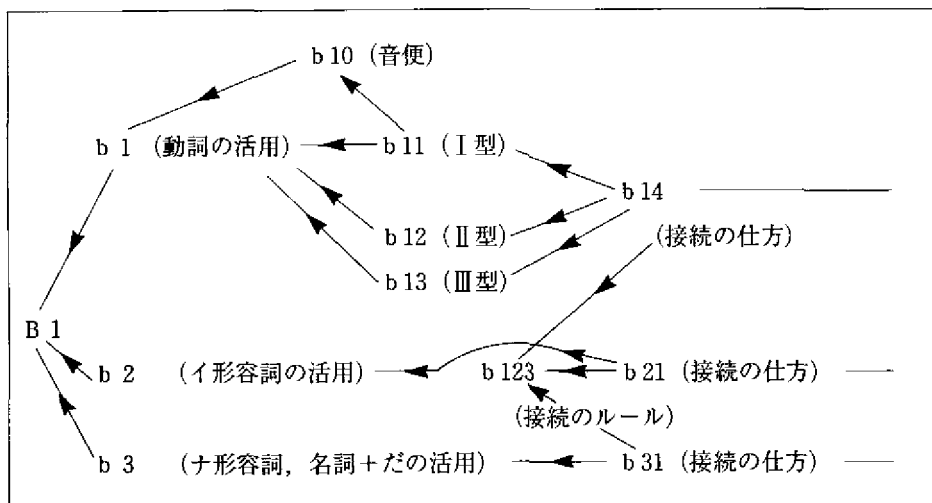 b 10 (音便)
b 1 (動詞の活用) b 11 (Ⅰ型)
b 14
b 12 (Ⅱ型) (接続の仕方)
b 13 (Ⅲ型)
B 1
b 2 (イ形容詞の活用) b 123 b 21 (接続の仕方)
(接続のルール)
b 3 (ナ形容詞, 名詞+だの活用) b 31 (接続の仕方)